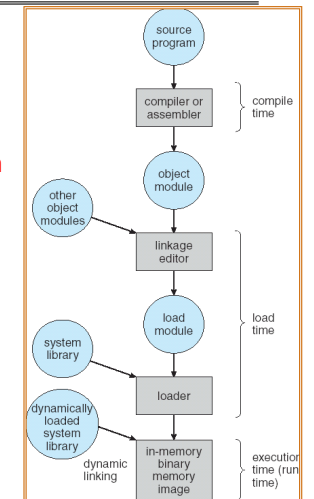 source
program
compiler or
assembler
compile
time
object
module
other
object
modules
linkage
editor
load
module
load
time
system
library
loader
dynamically
loaded
system
library
dynamic
linking
in-memory
binary
memory
image
execution
time (run
time)